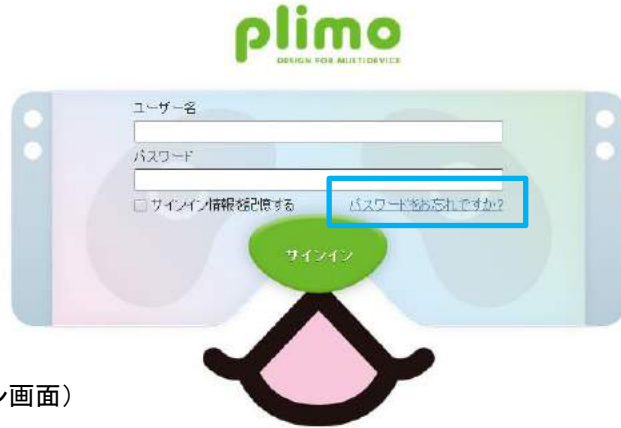 plimo
DESIGN FOR MULTIDEVICE
ユーザー名
パスワード
サインイン情報を記憶する
パスワードをお忘れですか?
サインイン
ン画面）